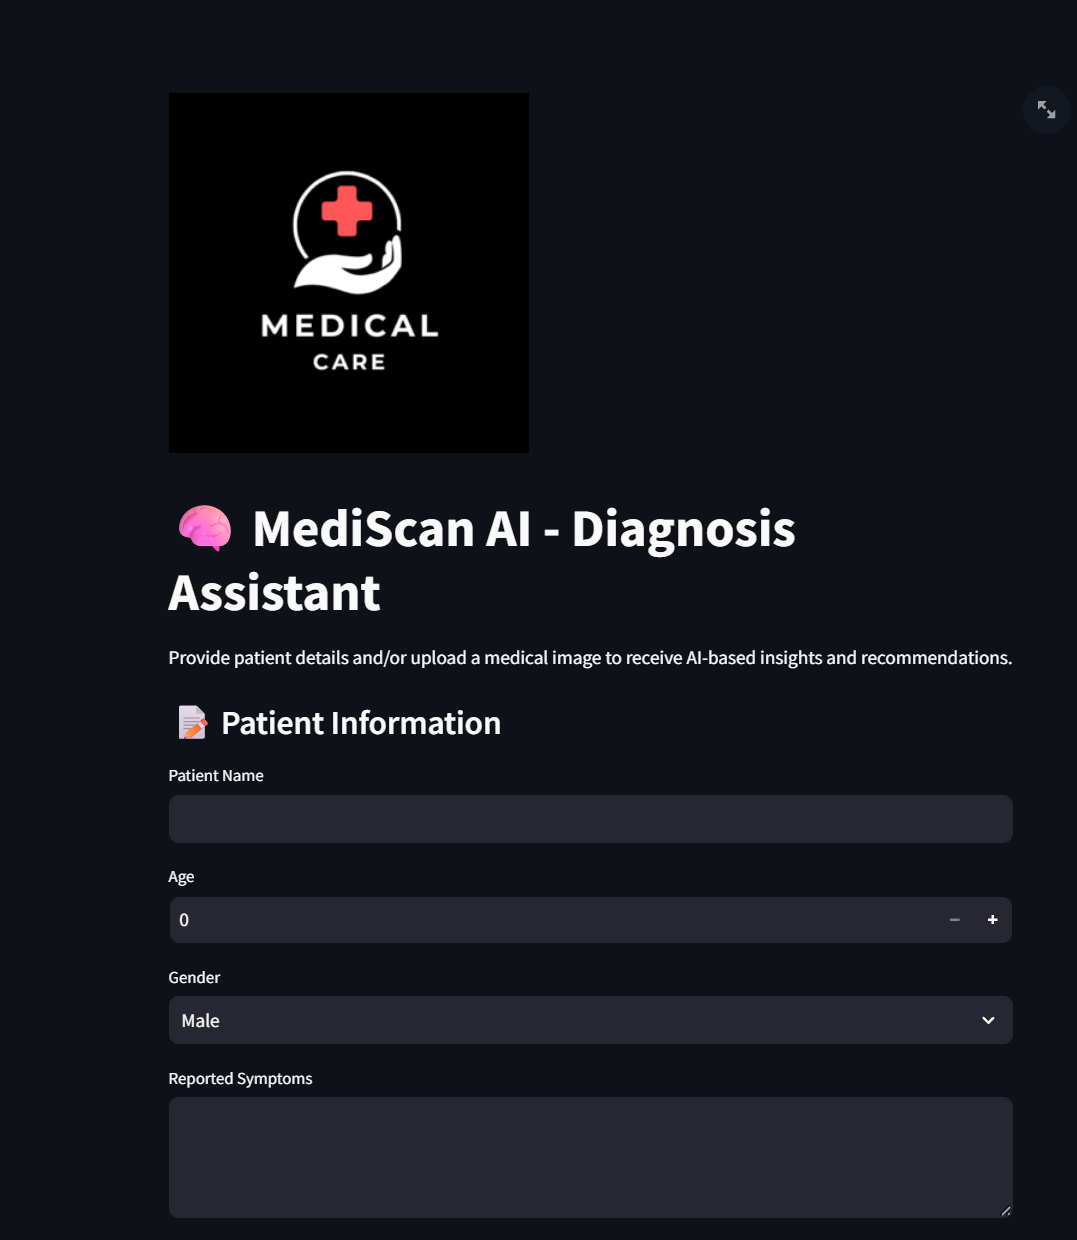 MEDICAL
CARE
MediScan AI - Diagnosis
Assistant
Provide patient details and/or upload a medical image to receive AI-based insights and recommendations.
Patient Information
Patient Name
Age
0
Gender
Male
Reported Symptoms